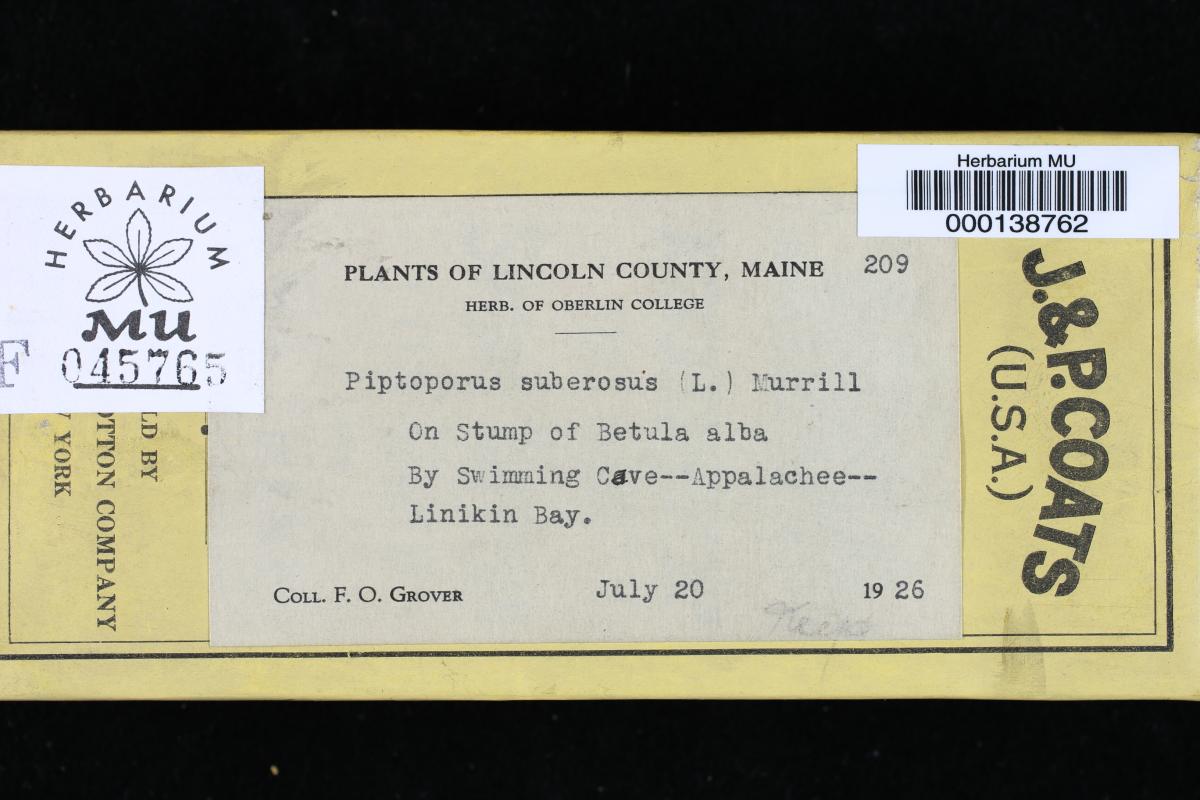 HERBARIUM
MU
F 045765
Herbarium MU
000138762
PLANTS OF LINCOLN COUNTY, MAINE 209
HERB. OF OBERLIN COLLEGE
Piptoporus suberosus (L.) Murrill
On Stump of Betula alba
By Swimming Cave--Appalachee--
Linikin Bay.
COLL. F. O. GROVER July 20 1926
LD BY
OTTON COMPANY
YORK
J.&P.COATS
(U.S.A.)